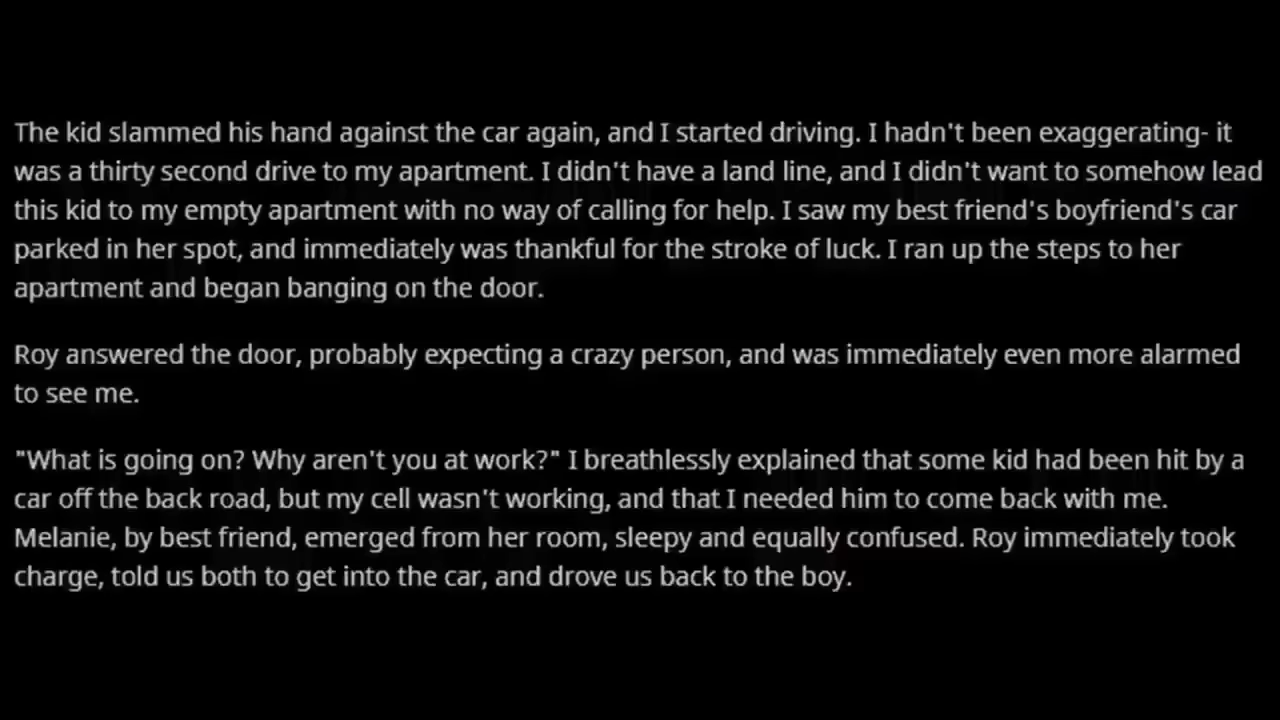 The kid slammed his hand against the car again, and I started driving. I hadn't been exaggerating- it
was a thirty second drive to my apartment. I didn't have a land line, and I didn't want to somehow lead
this kid to my empty apartment with no way of calling for help. I saw my best friend's boyfriend's car
parked in her spot, and immediately was thankful for the stroke of luck. I ran up the steps to her
apartment and began banging on the door.
Roy answered the door, probably expecting a crazy person, and was immediately even more alarmed
to see me.
"What is going on? Why aren't you at work?" I breathlessly explained that some kid had been hit by a
car off the back road, but my cell wasn't working, and that I needed him to come back with me.
Melanie, by best friend, emerged from her room, sleepy and equally confused. Roy immediately took
charge, told us both to get into the car, and drove us back to the boy.